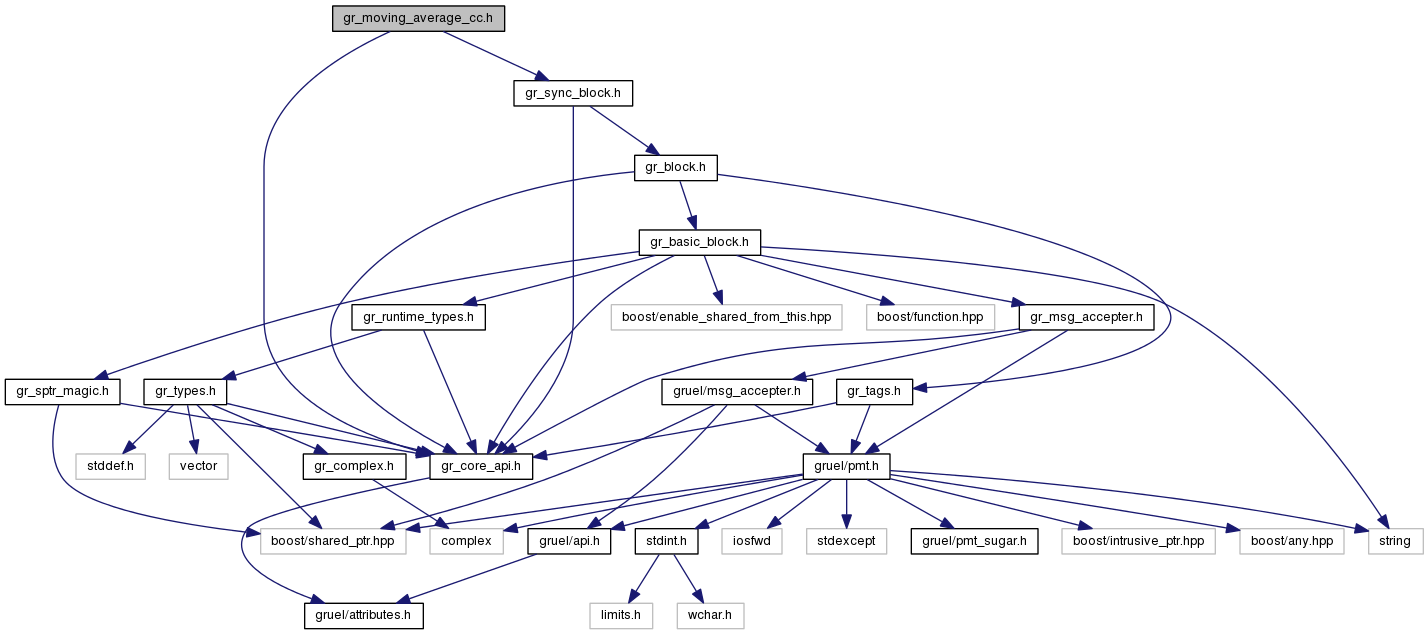 gr_moving_average_cc.h
gr_sync_block.h
gr_block.h
gr_basic_block.h
gr_runtime_types.h
boost/enable_shared_from_this.hpp
boost/function.hpp
gr_msg_accepter.h
gr_sptr_magic.h
gr_types.h
gruel/msg_accepter.h
gr_tags.h
stddef.h
vector
gr_complex.h
gr_core_api.h
gruel/pmt.h
boost/shared_ptr.hpp
complex
gruel/api.h
stdint.h
iosfwd
stdexcept
gruel/pmt_sugar.h
boost/intrusive_ptr.hpp
boost/any.hpp
string
gruel/attributes.h
limits.h
wchar.h